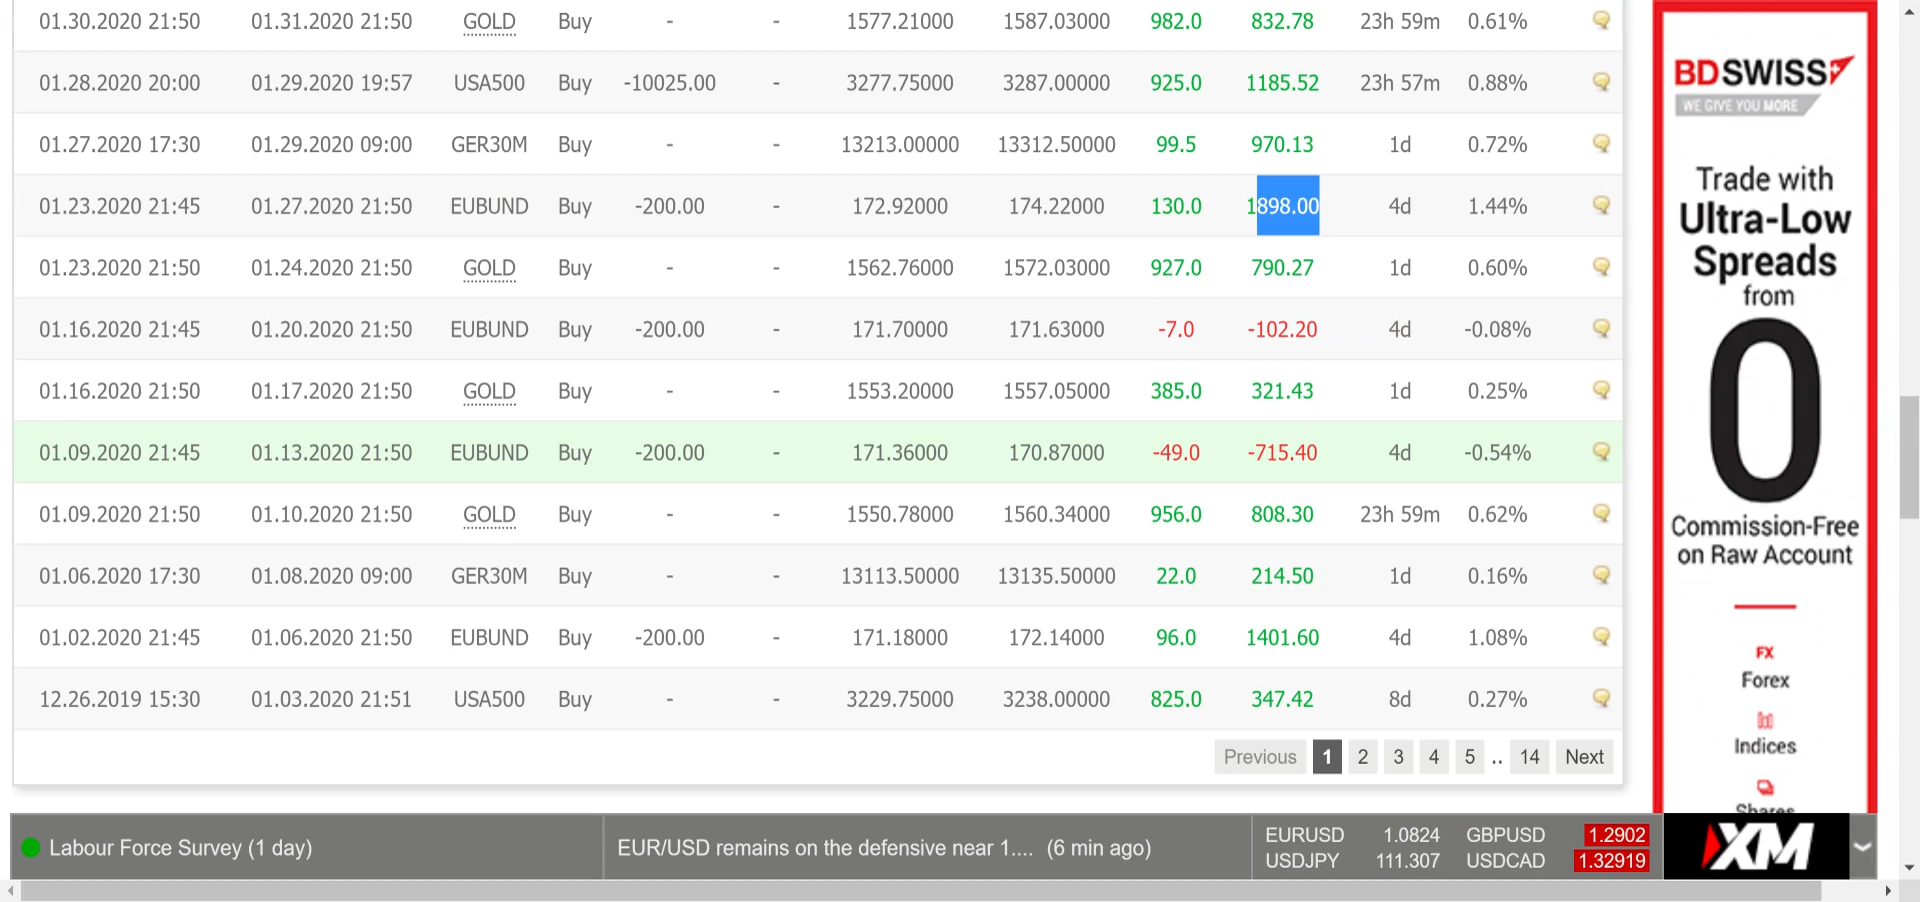 01.30.2020 21:50 01.31.2020 21:50 GOLD Buy - - 1577.21000 1587.03000 982.0 832.78 23h 59m 0.61%
01.28.2020 20:00 01.29.2020 19:57 USA500 Buy -10025.00 - 3277.75000 3287.00000 925.0 1185.52 23h 57m 0.88%
01.27.2020 17:30 01.29.2020 09:00 GER30M Buy - - 13213.00000 13312.50000 99.5 970.13 1d 0.72%
01.23.2020 21:45 01.27.2020 21:50 EUBUND Buy -200.00 - 172.92000 174.22000 130.0 1898.00 4d 1.44%
01.23.2020 21:50 01.24.2020 21:50 GOLD Buy - - 1562.76000 1572.03000 927.0 790.27 1d 0.60%
01.16.2020 21:45 01.20.2020 21:50 EUBUND Buy -200.00 - 171.70000 171.63000 -7.0 -102.20 4d -0.08%
01.16.2020 21:50 01.17.2020 21:50 GOLD Buy - - 1553.20000 1557.05000 385.0 321.43 1d 0.25%
01.09.2020 21:45 01.13.2020 21:50 EUBUND Buy -200.00 - 171.36000 170.87000 -49.0 -715.40 4d -0.54%
01.09.2020 21:50 01.10.2020 21:50 GOLD Buy - - 1550.78000 1560.34000 956.0 808.30 23h 59m 0.62%
01.06.2020 17:30 01.08.2020 09:00 GER30M Buy - - 13113.50000 13135.50000 22.0 214.50 1d 0.16%
01.02.2020 21:45 01.06.2020 21:50 EUBUND Buy -200.00 - 171.18000 172.14000 96.0 1401.60 4d 1.08%
12.26.2019 15:30 01.03.2020 21:51 USA500 Buy - - 3229.75000 3238.00000 825.0 347.42 8d 0.27%
Previous 1 2 3 4 5 .. 14 Next
BDSWISS
WE GIVE YOU MORE
Trade with
Ultra-Low
Spreads
from
0
Commission-Free
on Raw Account
FX
Forex
Indices
Shares
Labour Force Survey (1 day)
EUR/USD remains on the defensive near 1.... (6 min ago)
EURUSD 1.0824 GBPUSD 1.2902
USDJPY 111.307 USDCAD 1.32919
XM